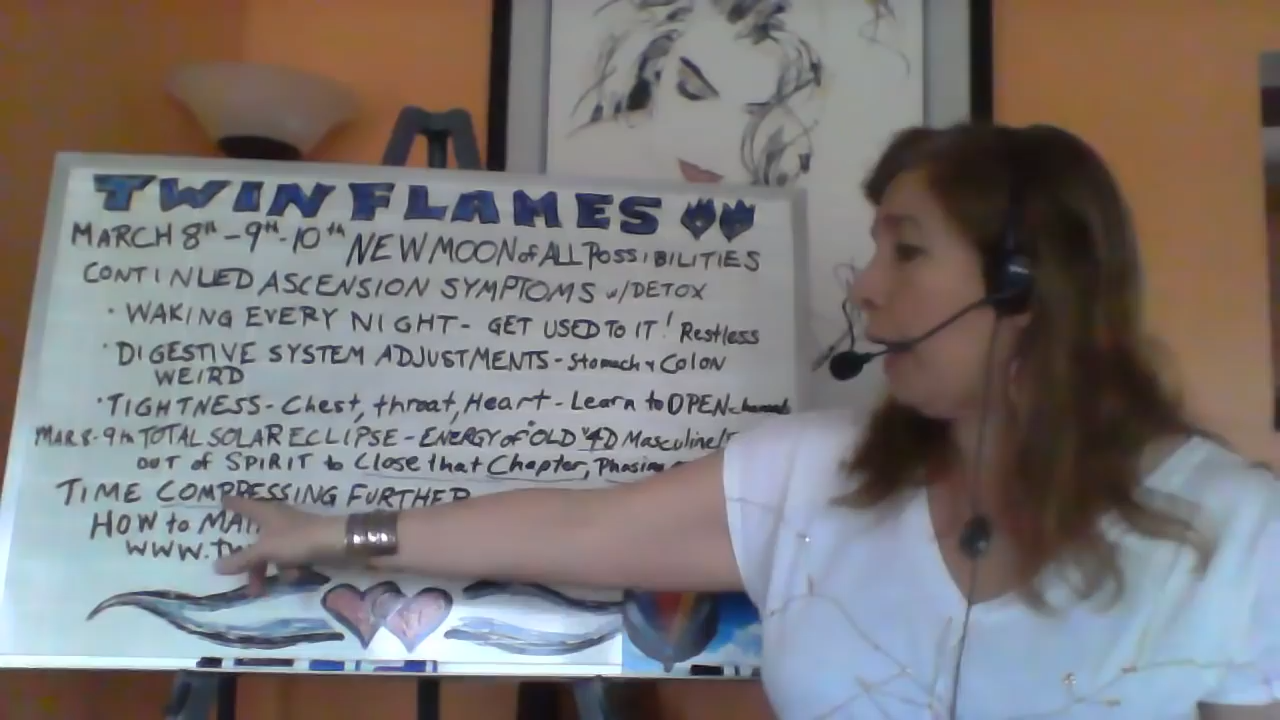 TWIN FLAMES
MARCH 8TH - 9TH - 10TH NEW MOON of ALL POSSIBILITIES
CONTINUED ASCENSION SYMPTOMS w/DETOX
· WAKING EVERY NIGHT - GET USED TO IT! Restless
· DIGESTIVE SYSTEM ADJUSTMENTS - Stomach & COLON
WEIRD
· TIGHTNESS - Chest, throat, Heart - Learn to OPEN
MAR 8-9th TOTAL SOLAR ECLIPSE - ENERGY of "OLD" 4D Masculine/
OUT of SPIRIT to Close that Chapter,
TIME COMPRESSING FURTHER
HOW to
WWW.